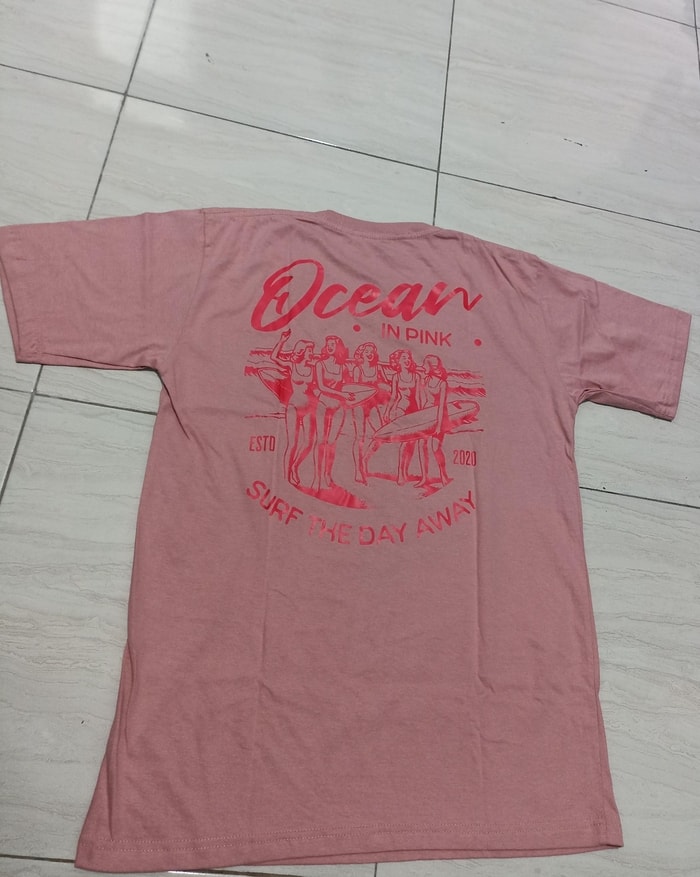 Ocean
• IN PINK •
ESTD 2020
SURF THE DAY AWAY